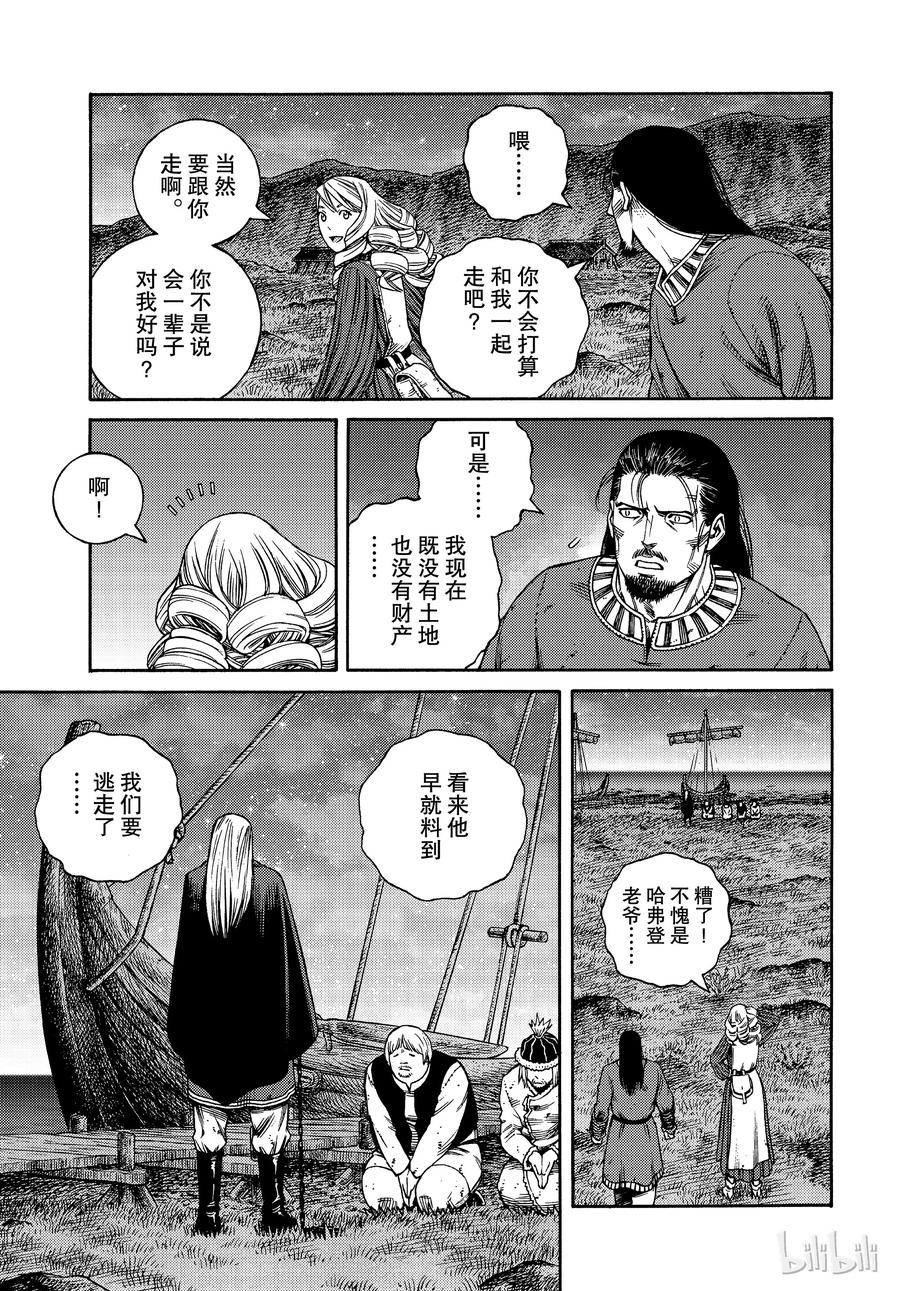 喂……
你不会打算
和我一起
走吧？
当然
要跟你
走啊。
你不是说
会一辈子
对我好吗？
可是……
我现在
既没有土地
也没有财产
……
啊！
糟了！
不愧是
哈弗登
老爷……
看来他
早就料到
我们要
逃走了
……
bilibili